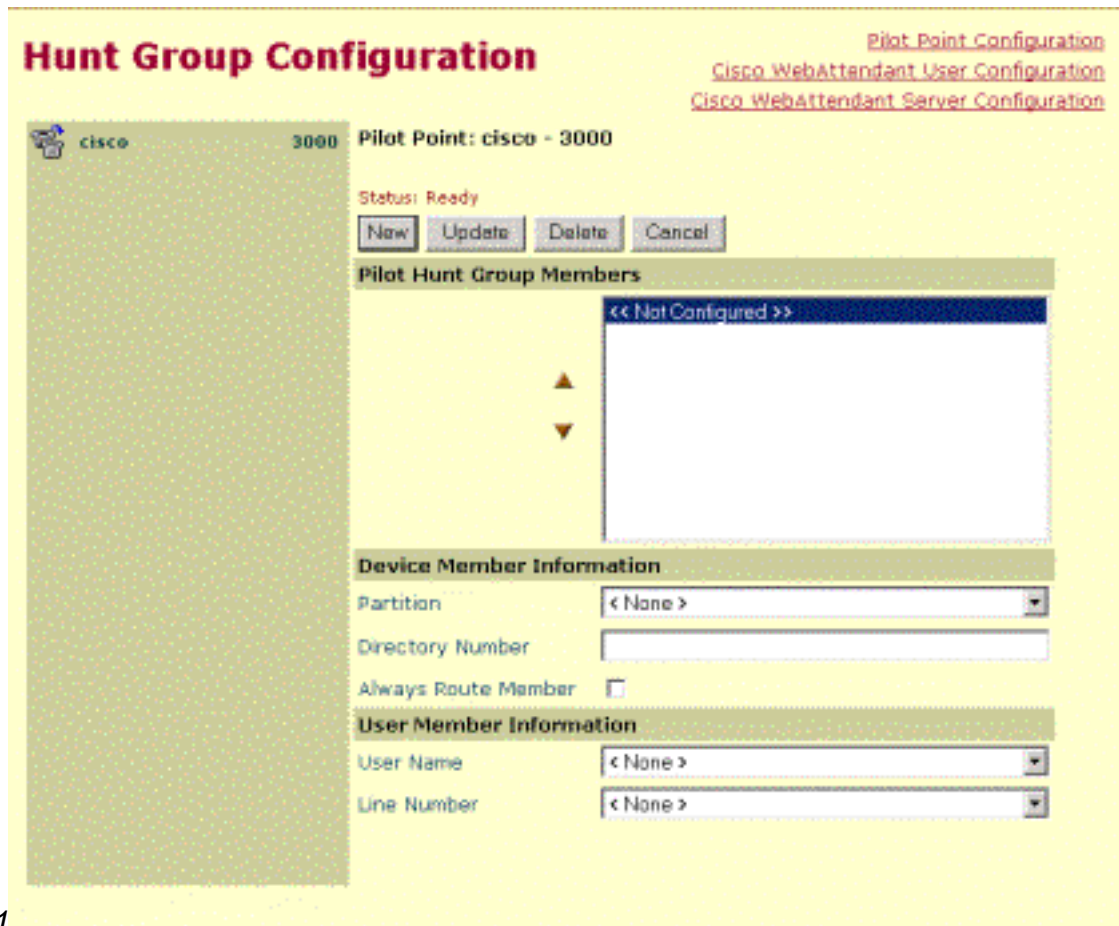 Hunt Group Configuration
Pilot Point Configuration
Cisco WebAttendant User Configuration
Cisco WebAttendant Server Configuration
cisco 3000
Pilot Point: cisco - 3000
Status: Ready
New Update Delete Cancel
Pilot Hunt Group Members
<< Not Configured >>
Device Member Information
Partition < None >
Directory Number
Always Route Member
User Member Information
User Name < None >
Line Number < None >
1